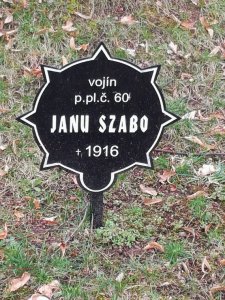 vojín
p.pl.č. 60
JANU SZABO
+ 1916